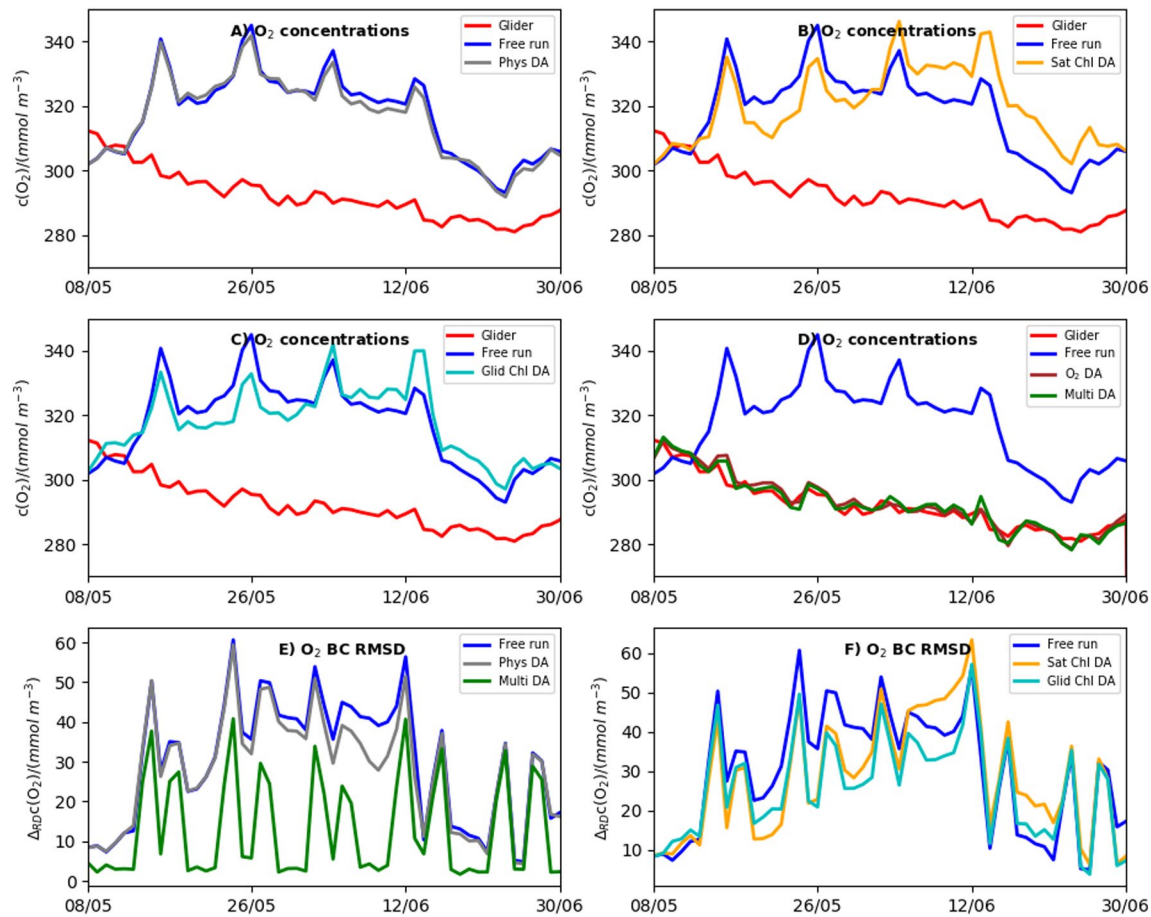 A) O₂ concentrations
Glider
Free run
Phys DA
c(O₂)/(mmol m⁻³)
340
320
300
280
08/05 26/05 12/06 30/06
B) O₂ concentrations
Glider
Free run
Sat Chl DA
c(O₂)/(mmol m⁻³)
340
320
300
280
08/05 26/05 12/06 30/06
C) O₂ concentrations
Glider
Free run
Glid Chl DA
c(O₂)/(mmol m⁻³)
340
320
300
280
08/05 26/05 12/06 30/06
D) O₂ concentrations
Glider
Free run
O₂ DA
Multi DA
c(O₂)/(mmol m⁻³)
340
320
300
280
08/05 26/05 12/06 30/06
E) O₂ BC RMSD
Free run
Phys DA
Multi DA
Δ_RD c(O₂)/(mmol m⁻³)
60
50
40
30
20
10
0
08/05 26/05 12/06 30/06
F) O₂ BC RMSD
Free run
Sat Chl DA
Glid Chl DA
Δ_RD c(O₂)/(mmol m⁻³)
60
50
40
30
20
10
08/05 26/05 12/06 30/06